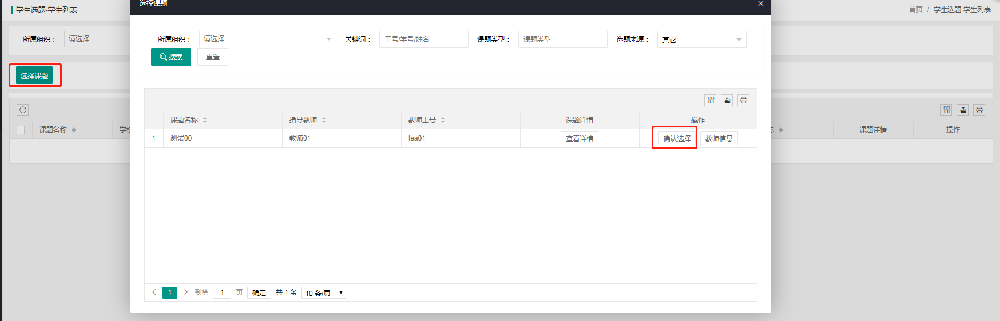 学生选题-学生列表
首页 / 学生选题-学生列表
选择课题
所属组织：
请选择
选择课题
所属组织：
请选择
关键词：
工号/学号/姓名
课题类型：
课题类型
选题来源：
其它
搜索
重置
课题名称
学校
课题详情
操作
课题名称
指导教师
教师工号
课题详情
操作
1
测试00
教师01
tea01
查看详情
确认选择
教师信息
1
到第
1
页
确定
共 1 条
10 条/页